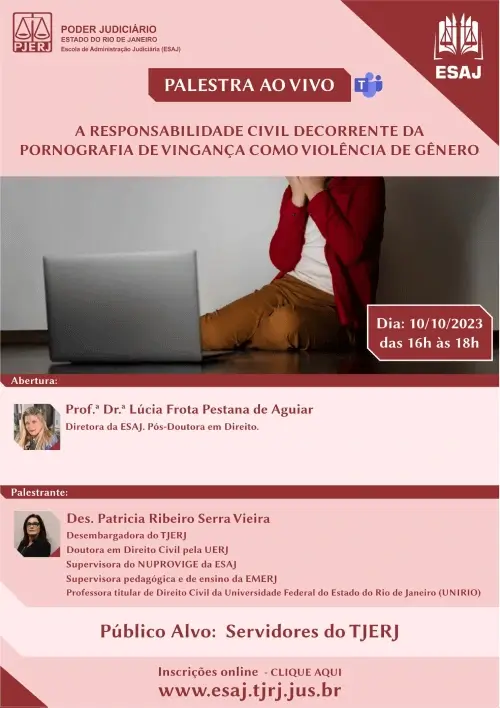 PJERJ
PODER JUDICIÁRIO
ESTADO DO RIO DE JANEIRO
Escola de Administração Judiciária (ESAJ)
ESAJ
PALESTRA AO VIVO
T
A RESPONSABILIDADE CIVIL DECORRENTE DA
PORNOGRAFIA DE VINGANÇA COMO VIOLÊNCIA DE GÊNERO
Dia: 10/10/2023
das 16h às 18h
Abertura:
Prof.ª Dr.ª Lúcia Frota Pestana de Aguiar
Diretora da ESAJ. Pós-Doutora em Direito.
Palestrante:
Des. Patricia Ribeiro Serra Vieira
Desembargadora do TJERJ
Doutora em Direito Civil pela UERJ
Supervisora do NUPROVIGE da ESAJ
Supervisora pedagógica e de ensino da EMERJ
Professora titular de Direito Civil da Universidade Federal do Estado do Rio de Janeiro (UNIRIO)
Público Alvo: Servidores do TJERJ
Inscrições online - CLIQUE AQUI
www.esaj.tjrj.jus.br